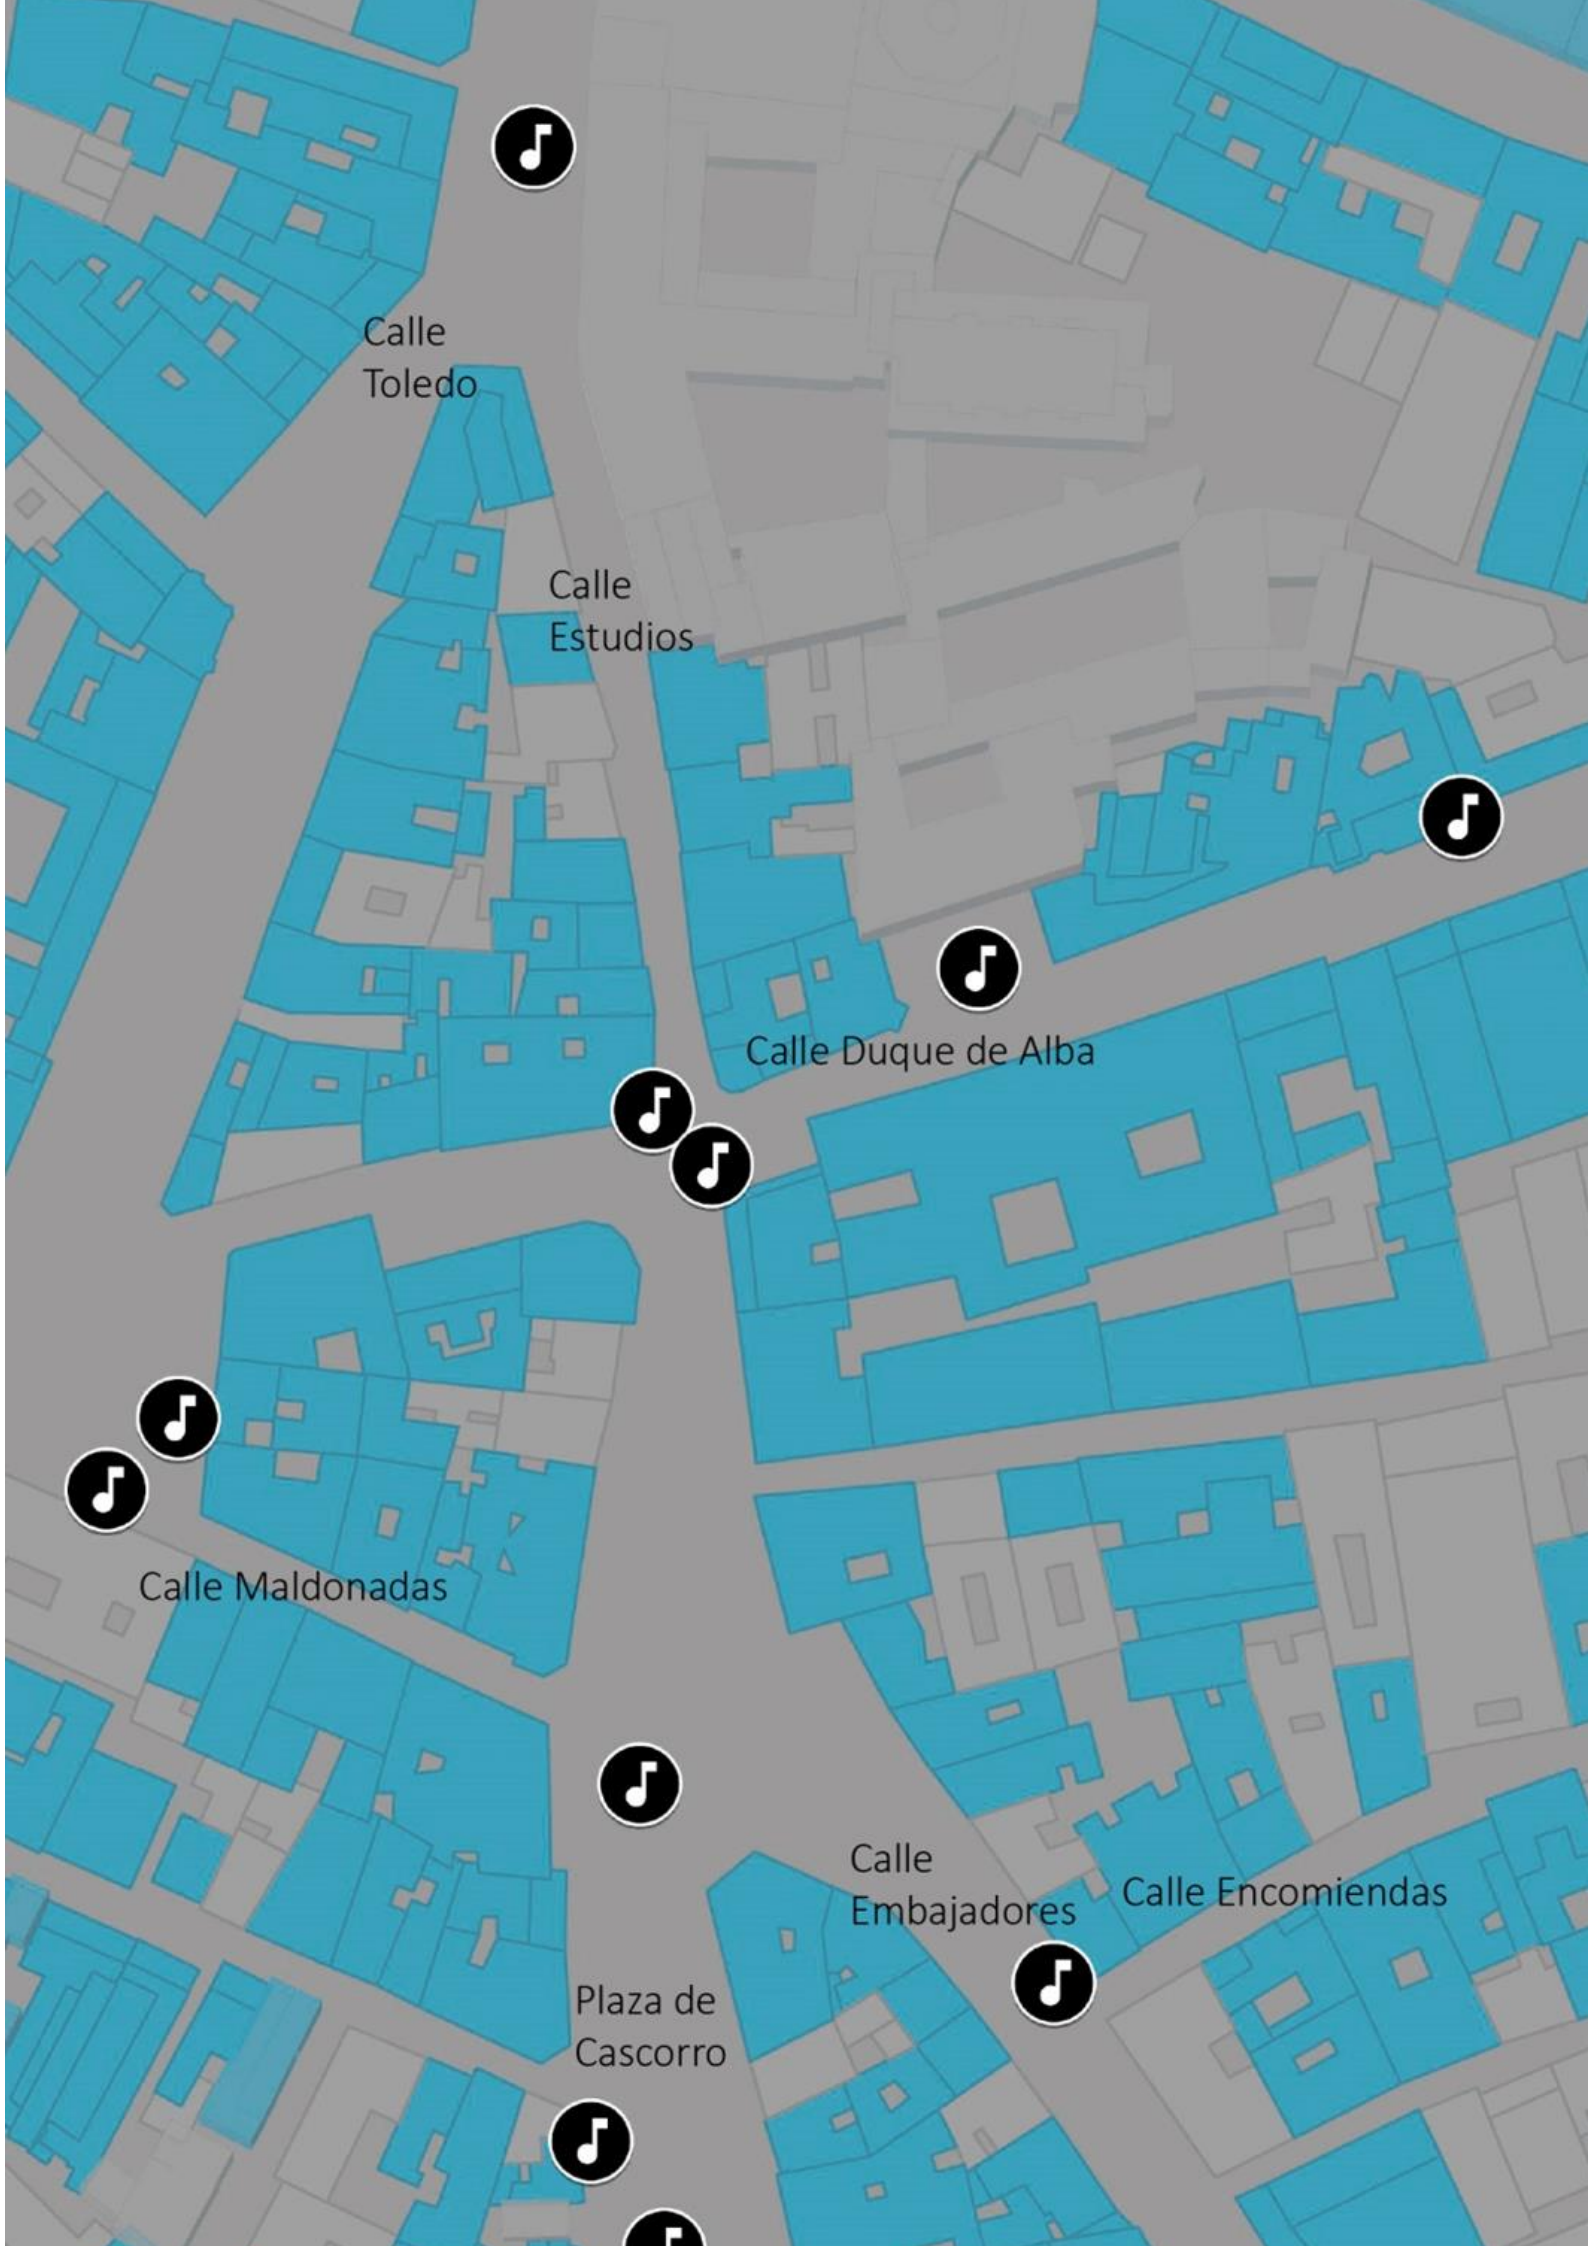 Calle
Toledo
Calle
Estudios
Calle Duque de Alba
Calle Maldonadas
Calle
Embajadores
Calle Encomiendas
Plaza de
Cascorro